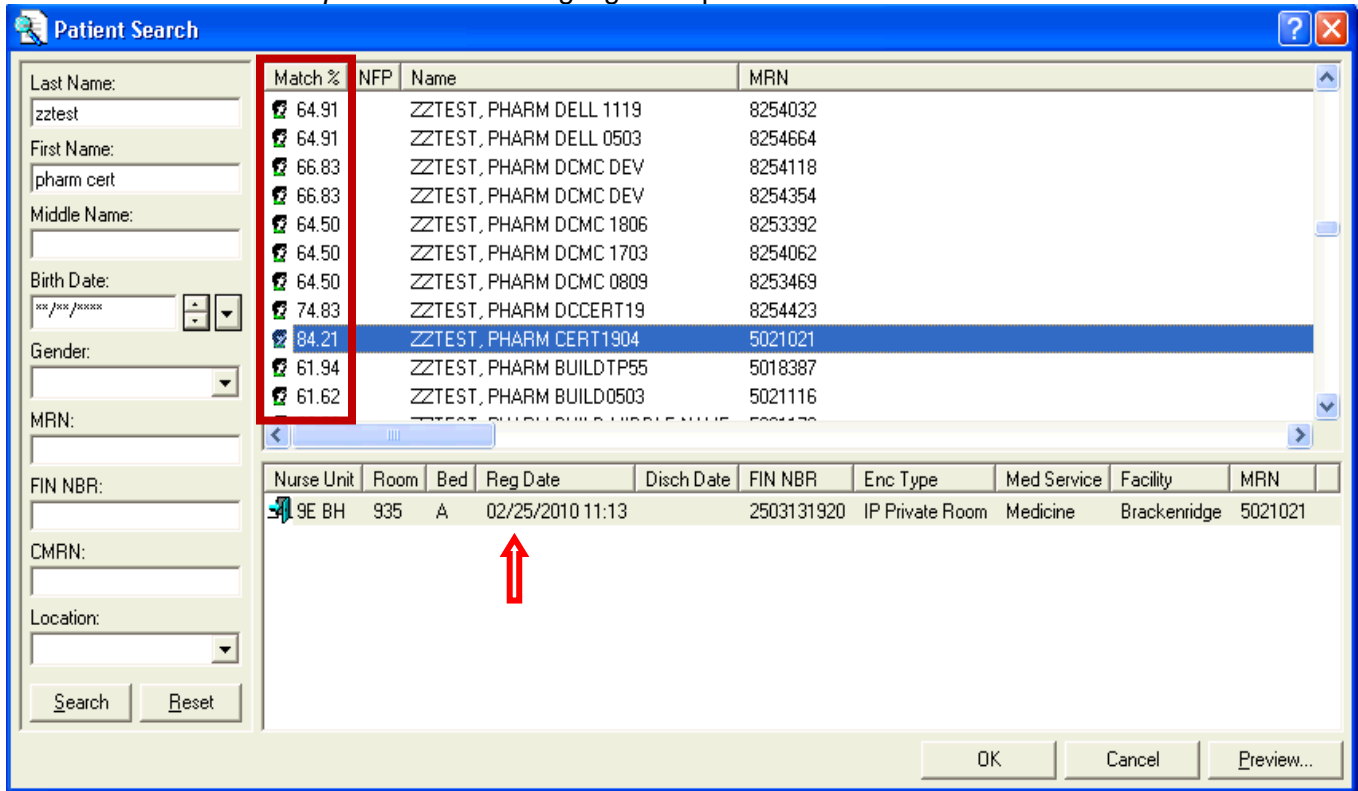 Patient Search
Last Name:
zztest
First Name:
pharm cert
Middle Name:
Birth Date:
**/**/****
Gender:
MRN:
FIN NBR:
CMRN:
Location:
Search Reset
Match % NFP Name MRN
64.91 ZZTEST, PHARM DELL 1119 8254032
64.91 ZZTEST, PHARM DELL 0503 8254664
66.83 ZZTEST, PHARM DCMC DEV 8254118
66.83 ZZTEST, PHARM DCMC DEV 8254354
64.50 ZZTEST, PHARM DCMC 1806 8253392
64.50 ZZTEST, PHARM DCMC 1703 8254062
64.50 ZZTEST, PHARM DCMC 0809 8253469
74.83 ZZTEST, PHARM DCCERT19 8254423
84.21 ZZTEST, PHARM CERT1904 5021021
61.94 ZZTEST, PHARM BUILDTP55 5018387
61.62 ZZTEST, PHARM BUILD0503 5021116
Nurse Unit Room Bed Reg Date Disch Date FIN NBR Enc Type Med Service Facility MRN
9E BH 935 A 02/25/2010 11:13 2503131920 IP Private Room Medicine Brackenridge 5021021
OK Cancel Preview...